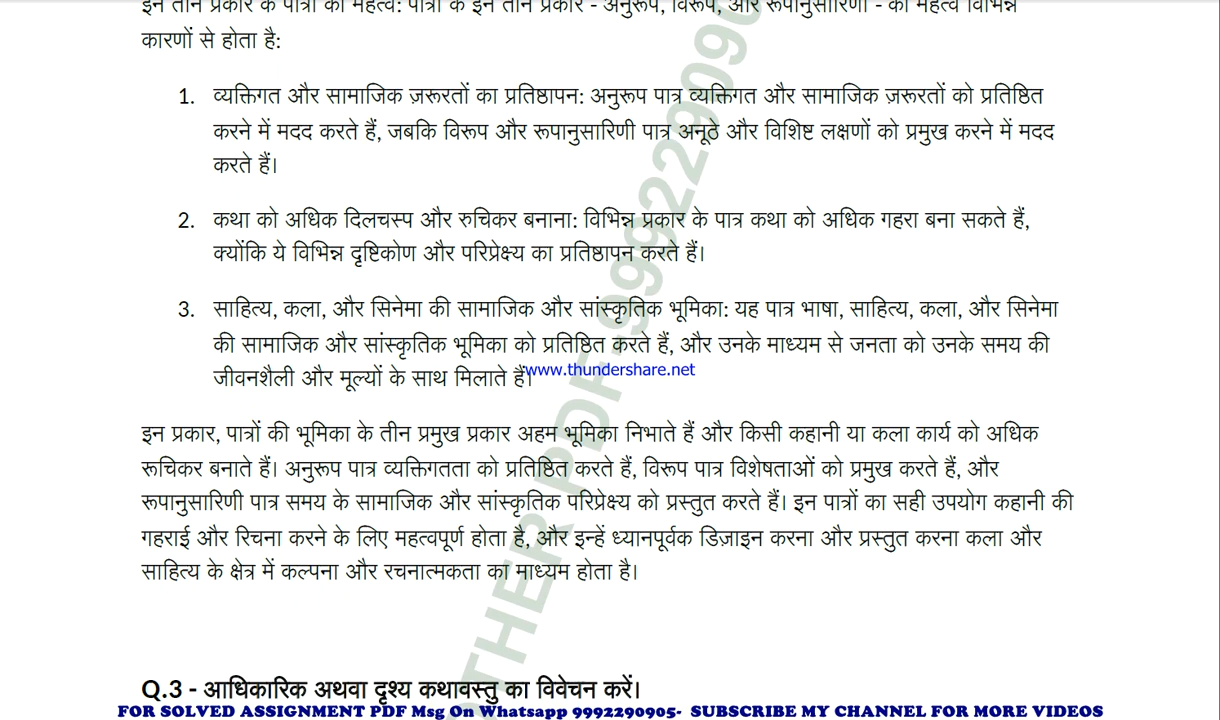 इन तीन प्रकार के पात्रों का महत्व: पात्रों के इन तीन प्रकार - अनुरूप, विरूप, और रूपानुसारिणी - का महत्व विभिन्न
कारणों से होता है:
1. व्यक्तिगत और सामाजिक ज़रूरतों का प्रतिष्ठापन: अनुरूप पात्र व्यक्तिगत और सामाजिक ज़रूरतों को प्रतिष्ठित
करने में मदद करते हैं, जबकि विरूप और रूपानुसारिणी पात्र अनूठे और विशिष्ट लक्षणों को प्रमुख करने में मदद
करते हैं।
2. कथा को अधिक दिलचस्प और रुचिकर बनाना: विभिन्न प्रकार के पात्र कथा को अधिक गहरा बना सकते हैं,
क्योंकि ये विभिन्न दृष्टिकोण और परिप्रेक्ष्य का प्रतिष्ठापन करते हैं।
3. साहित्य, कला, और सिनेमा की सामाजिक और सांस्कृतिक भूमिका: यह पात्र भाषा, साहित्य, कला, और सिनेमा
की सामाजिक और सांस्कृतिक भूमिका को प्रतिष्ठित करते हैं, और उनके माध्यम से जनता को उनके समय की
जीवनशैली और मूल्यों के साथ मिलाते हैं।
www.thundershare.net
इन प्रकार, पात्रों की भूमिका के तीन प्रमुख प्रकार अहम भूमिका निभाते हैं और किसी कहानी या कला कार्य को अधिक
रूचिकर बनाते हैं। अनुरूप पात्र व्यक्तिगतता को प्रतिष्ठित करते हैं, विरूप पात्र विशेषताओं को प्रमुख करते हैं, और
रूपानुसारिणी पात्र समय के सामाजिक और सांस्कृतिक परिप्रेक्ष्य को प्रस्तुत करते हैं। इन पात्रों का सही उपयोग कहानी की
गहराई और रिचना करने के लिए महत्वपूर्ण होता है, और इन्हें ध्यानपूर्वक डिज़ाइन करना और प्रस्तुत करना कला और
साहित्य के क्षेत्र में कल्पना और रचनात्मकता का माध्यम होता है।
OTHER PDF-999229090
Q.3 - आधिकारिक अथवा दृश्य कथावस्तु का विवेचन करें।
FOR SOLVED ASSIGNMENT PDF Msg On Whatsapp 9992290905- SUBSCRIBE MY CHANNEL FOR MORE VIDEOS